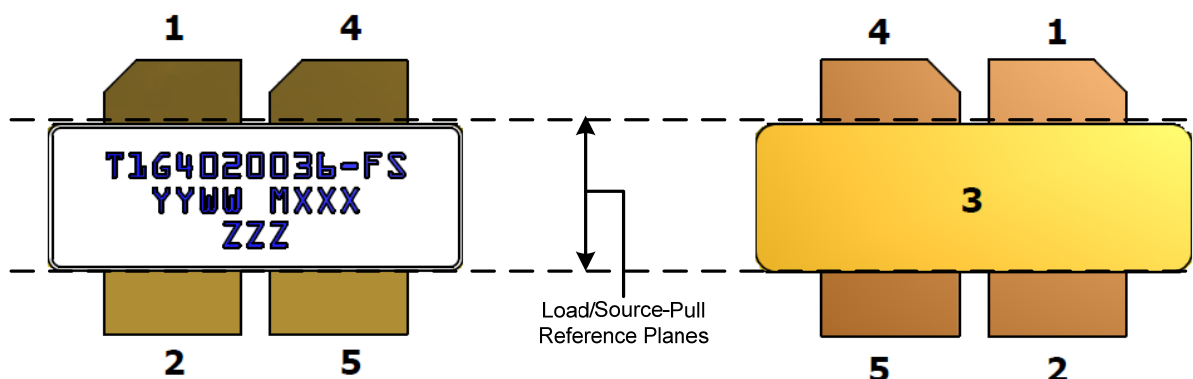 1 4
T1G4020036-FS
YYWW MXXX
ZZZ
2 5
Load/Source-Pull
Reference Planes
4 1
3
5 2